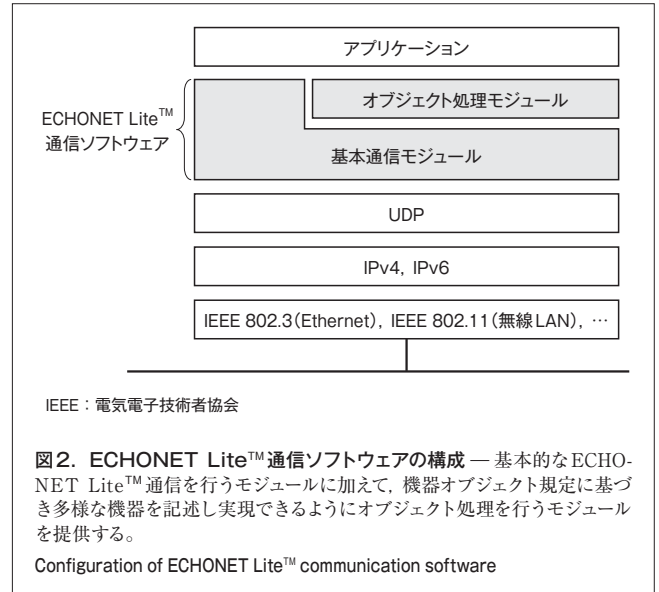 アプリケーション
オブジェクト処理モジュール
ECHONET Lite™
通信ソフトウェア
基本通信モジュール
UDP
IPv4, IPv6
IEEE 802.3(Ethernet), IEEE 802.11(無線LAN), …
IEEE：電気電子技術者協会
図2. ECHONET Lite™通信ソフトウェアの構成 — 基本的なECHO-
NET Lite™通信を行うモジュールに加えて, 機器オブジェクト規定に基づ
き多様な機器を記述し実現できるようにオブジェクト処理を行うモジュール
を提供する。
Configuration of ECHONET Lite™ communication software